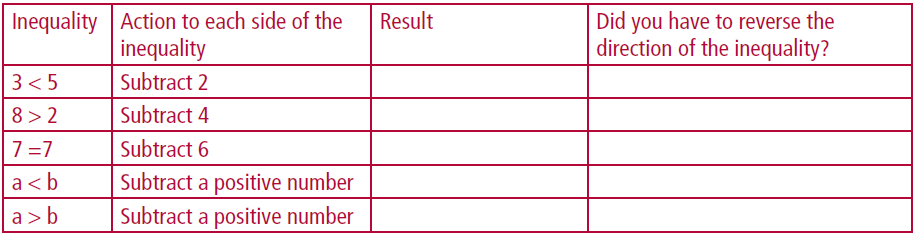 Inequality Action to each side of the Result Did you have to reverse the
inequality direction of the inequality?
3 < 5 Subtract 2
8 > 2 Subtract 4
7 =7 Subtract 6
a < b Subtract a positive number
a > b Subtract a positive number